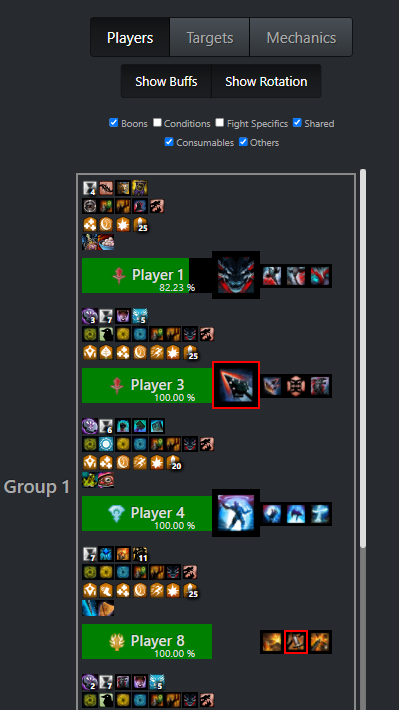 Players Targets Mechanics
Show Buffs Show Rotation
Boons Conditions Fight Specifics Shared
Consumables Others
4
25
Player 1
82.23 %
3 7 5
25
Player 3
100.00 %
6
20
Group 1
Player 4
100.00 %
7 11
25
Player 8
100.00 %
2 7 5